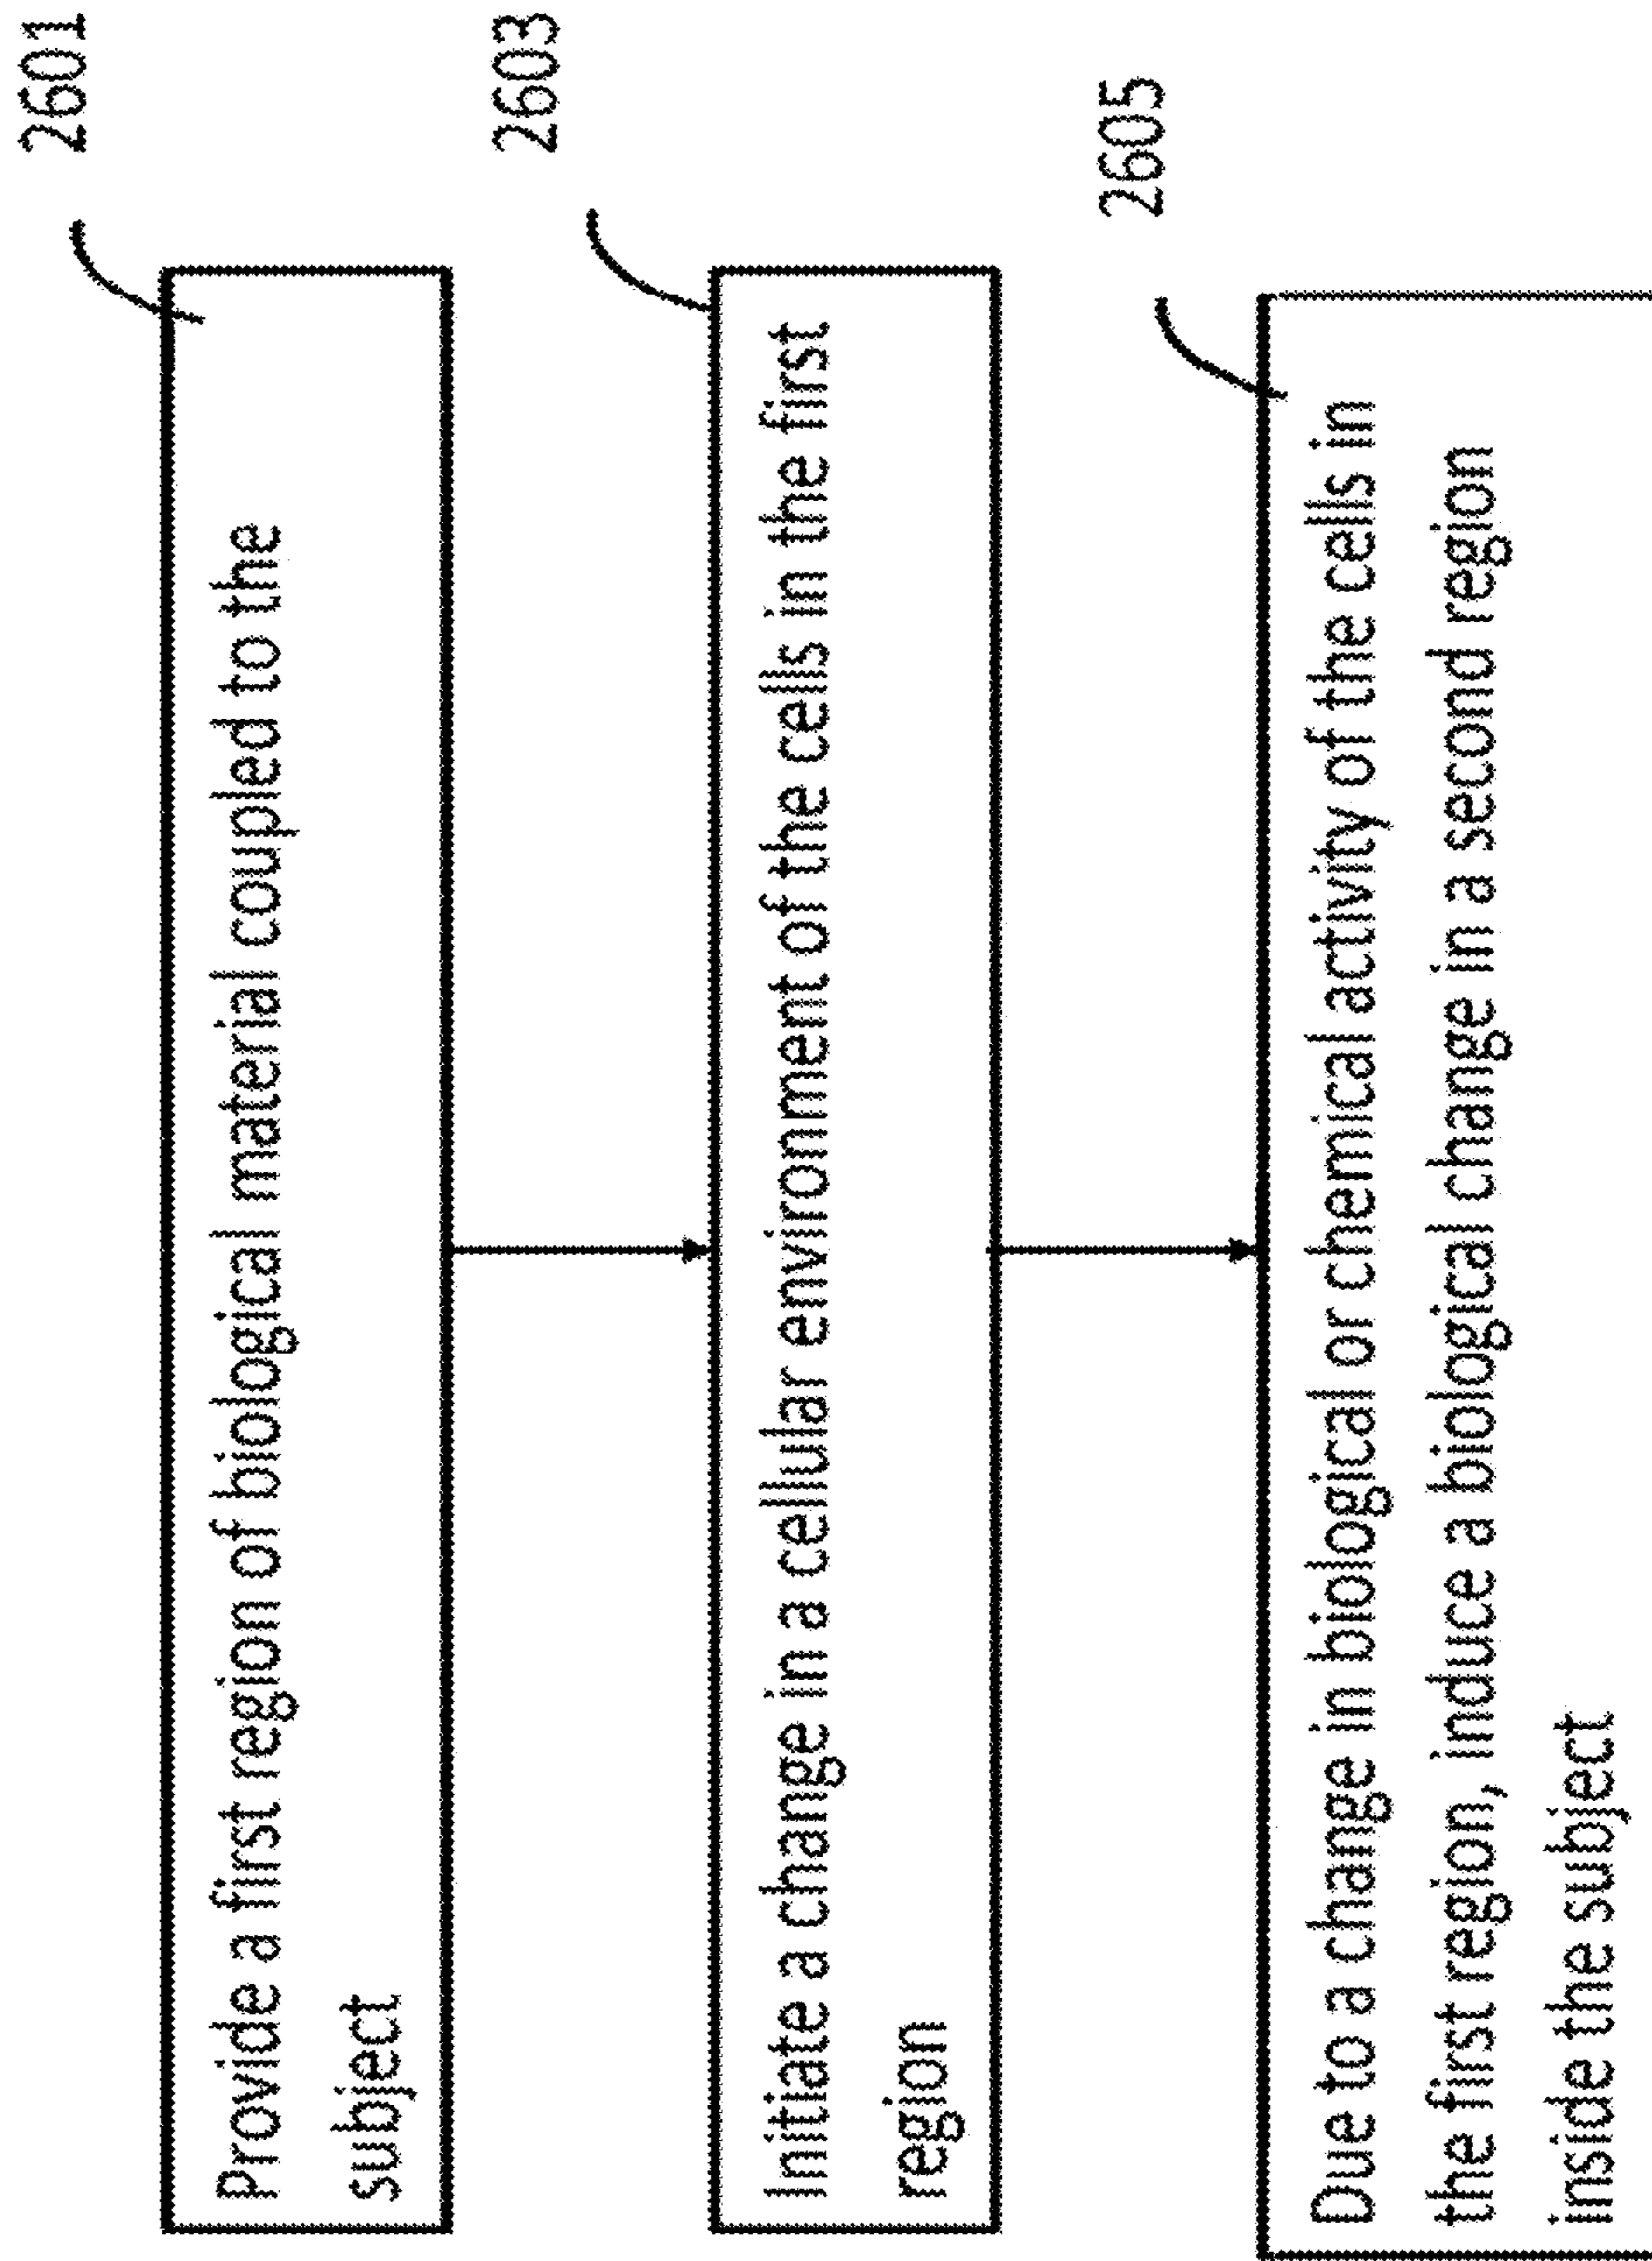 2601
Provide a first region of biological material coupled to the
subject
2603
Initiate a change in a cellular environment of the cells in the first
region
2605
Due to a change in biological or chemical activity of the cells in
the first region, induce a biological change in a second region
inside the subject